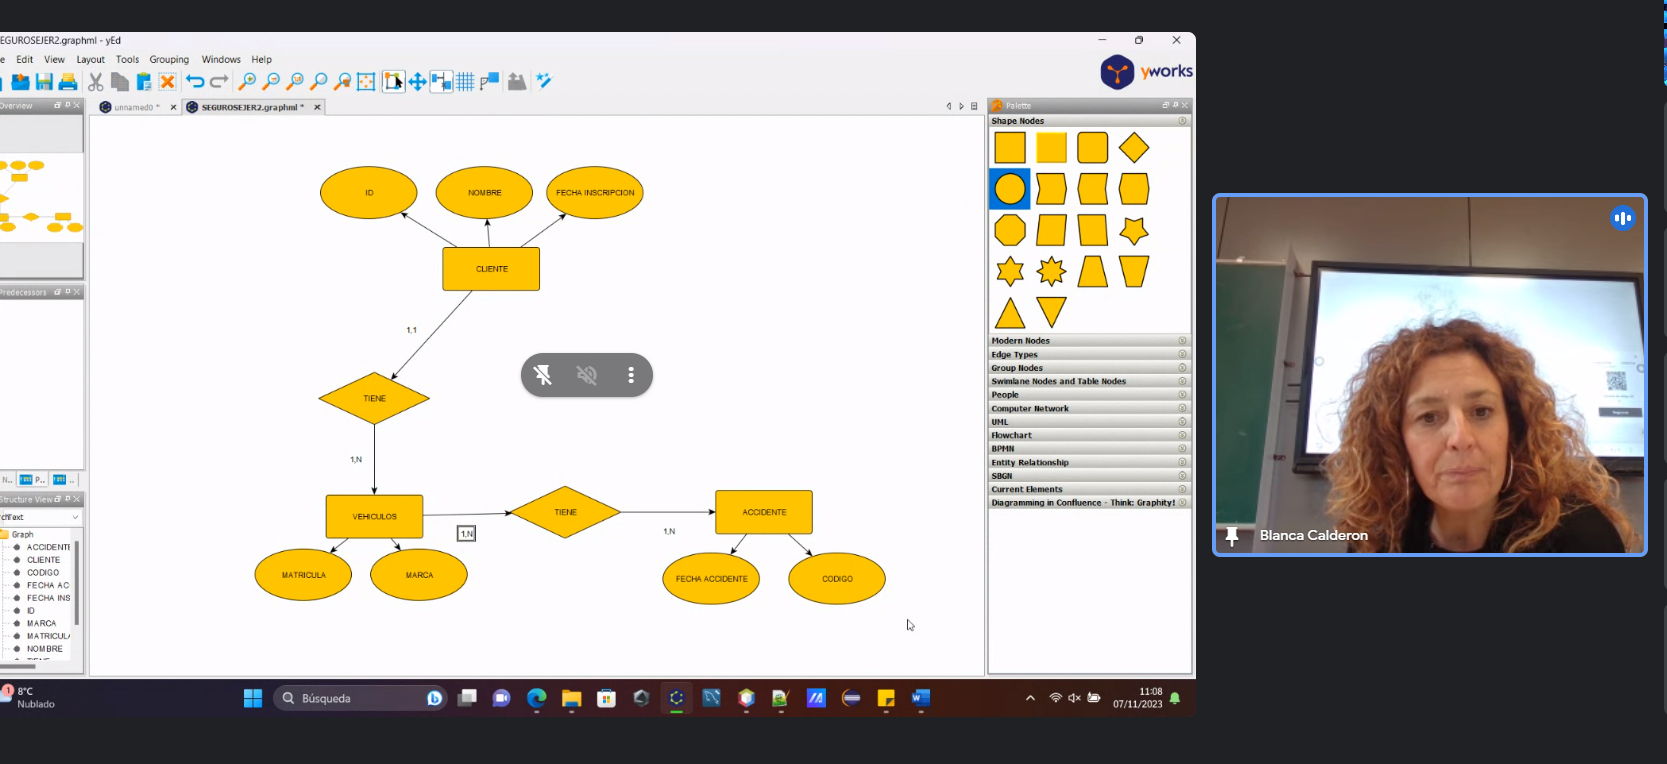 SEGUROSEJER2.graphml - yEd
Edit View Layout Tools Grouping Windows Help
yworks
Overview
unnamed0 *
SEGUROSEJER2.graphml *
Palette
Shape Nodes
ID
NOMBRE
FECHA INSCRIPCION
CLIENTE
1,1
TIENE
1,N
VEHICULOS
1,N
TIENE
1,N
ACCIDENTE
MATRICULA
MARCA
FECHA ACCIDENTE
CODIGO
Predecessors
N...
P...
Structure View
Text
Graph
ACCIDENTE
CLIENTE
CODIGO
FECHA AC
FECHA INS
ID
MARCA
MATRICULA
NOMBRE
Modern Nodes
Edge Types
Group Nodes
Swimlane Nodes and Table Nodes
People
Computer Network
UML
Flowchart
BPMN
Entity Relationship
SBGN
Current Elements
Diagramming in Confluence - Think: Graphity!
Blanca Calderon
1
8°C
Nublado
Búsqueda
11:08
07/11/2023